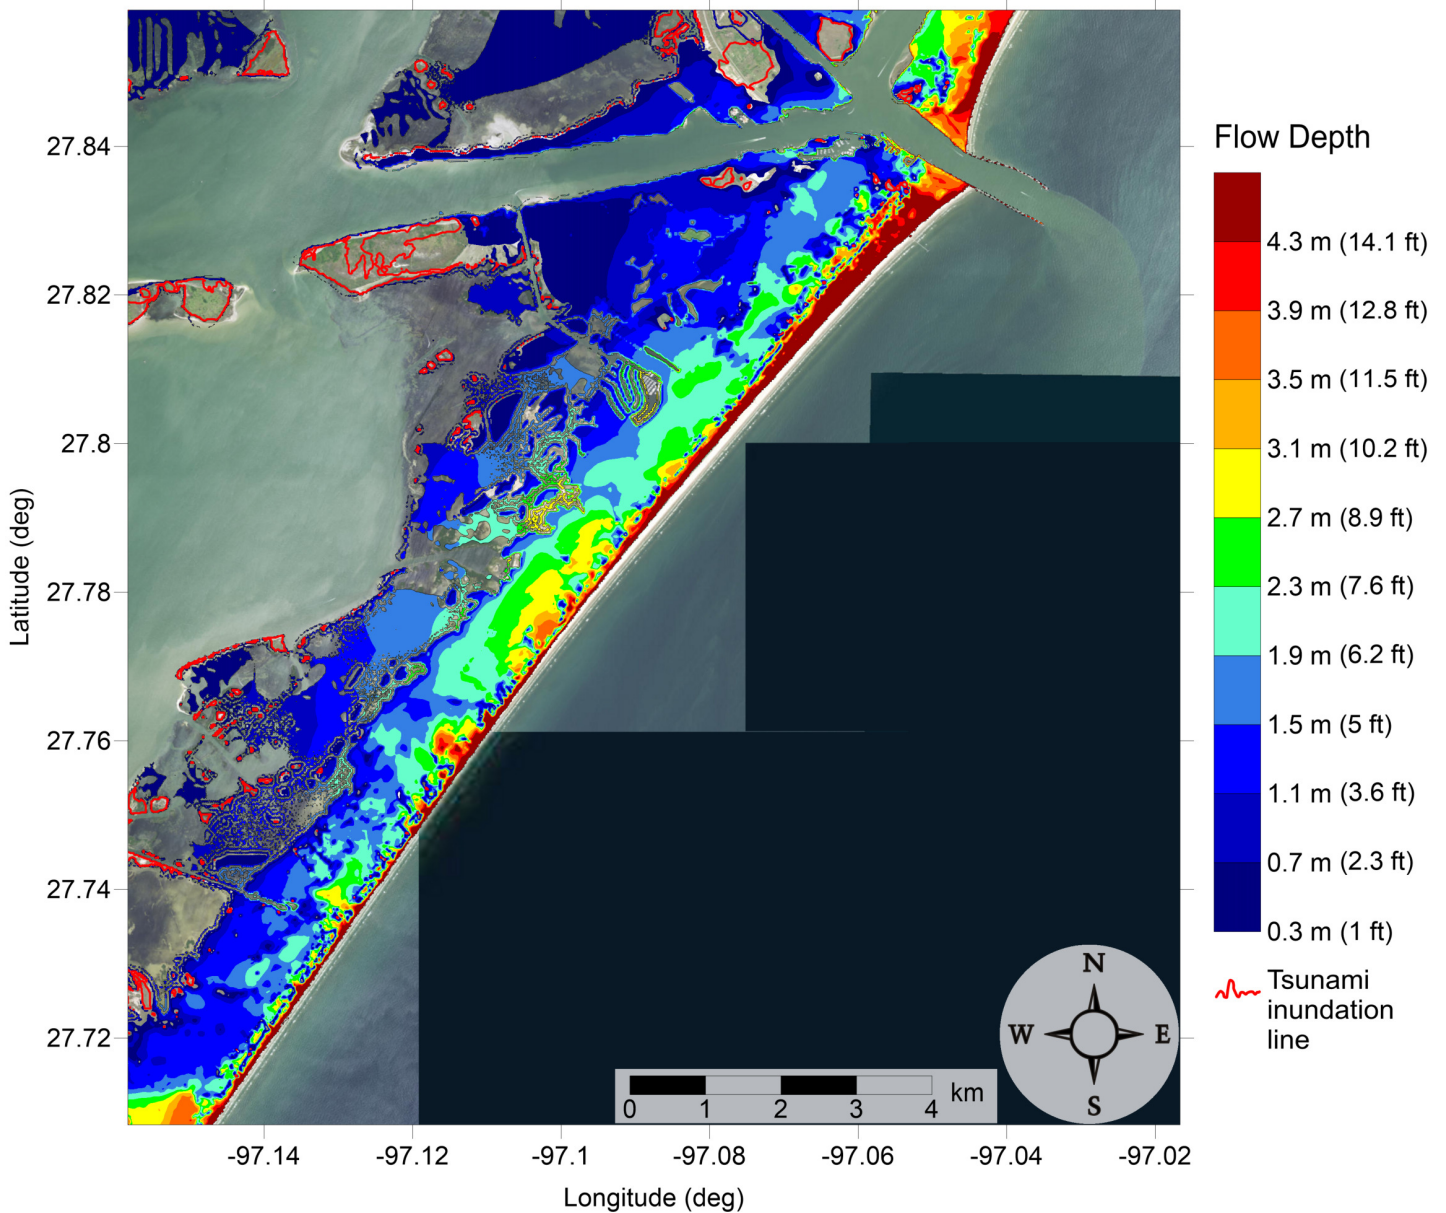 Flow Depth
4.3 m (14.1 ft)
3.9 m (12.8 ft)
3.5 m (11.5 ft)
3.1 m (10.2 ft)
2.7 m (8.9 ft)
2.3 m (7.6 ft)
1.9 m (6.2 ft)
1.5 m (5 ft)
1.1 m (3.6 ft)
0.7 m (2.3 ft)
0.3 m (1 ft)
Tsunami
inundation
line
Latitude (deg)
27.84
27.82
27.8
27.78
27.76
27.74
27.72
N
W E
S
km
0 1 2 3 4
-97.14 -97.12 -97.1 -97.08 -97.06 -97.04 -97.02
Longitude (deg)